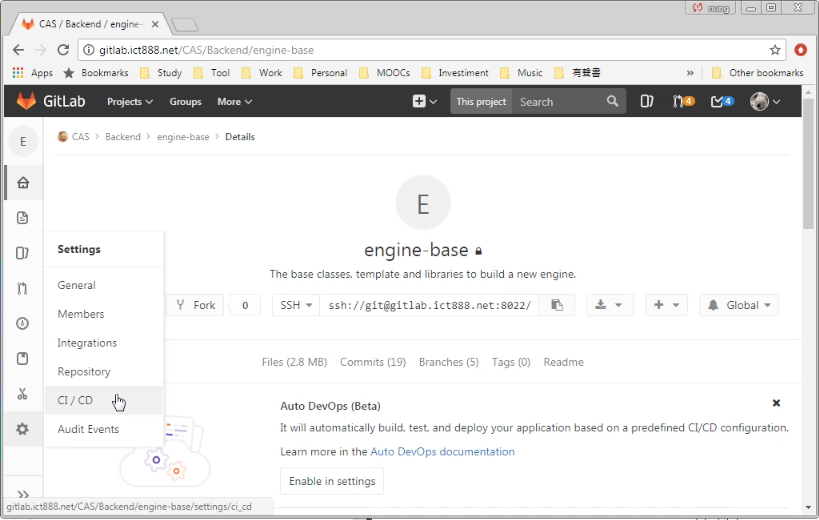 nung
CAS / Backend / engine-
gitlab.ict888.net/CAS/Backend/engine-base
Apps Bookmarks Study Tool Work Personal MOOCs Investiment Music 有聲書 » Other bookmarks
GitLab Projects Groups More This project Search 4 4
E CAS > Backend > engine-base > Details
E
engine-base
The base classes, template and libraries to build a new engine.
Fork 0 SSH ssh://git@gitlab.ict888.net:8022/ Global
Files (2.8 MB) Commits (19) Branches (5) Tags (0) Readme
Settings
General
Members
Integrations
Repository
CI / CD
Audit Events
Auto DevOps (Beta)
It will automatically build, test, and deploy your application based on a predefined CI/CD configuration.
Learn more in the Auto DevOps documentation
Enable in settings
gitlab.ict888.net/CAS/Backend/engine-base/settings/ci_cd